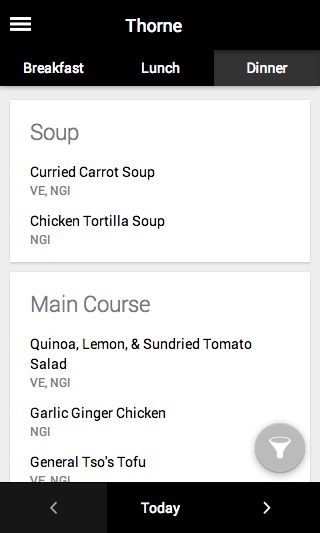 Thorne
Breakfast Lunch Dinner
Soup
Curried Carrot Soup
VE, NGI
Chicken Tortilla Soup
NGI
Main Course
Quinoa, Lemon, & Sundried Tomato
Salad
VE, NGI
Garlic Ginger Chicken
NGI
General Tso's Tofu
VE, NGI
Today